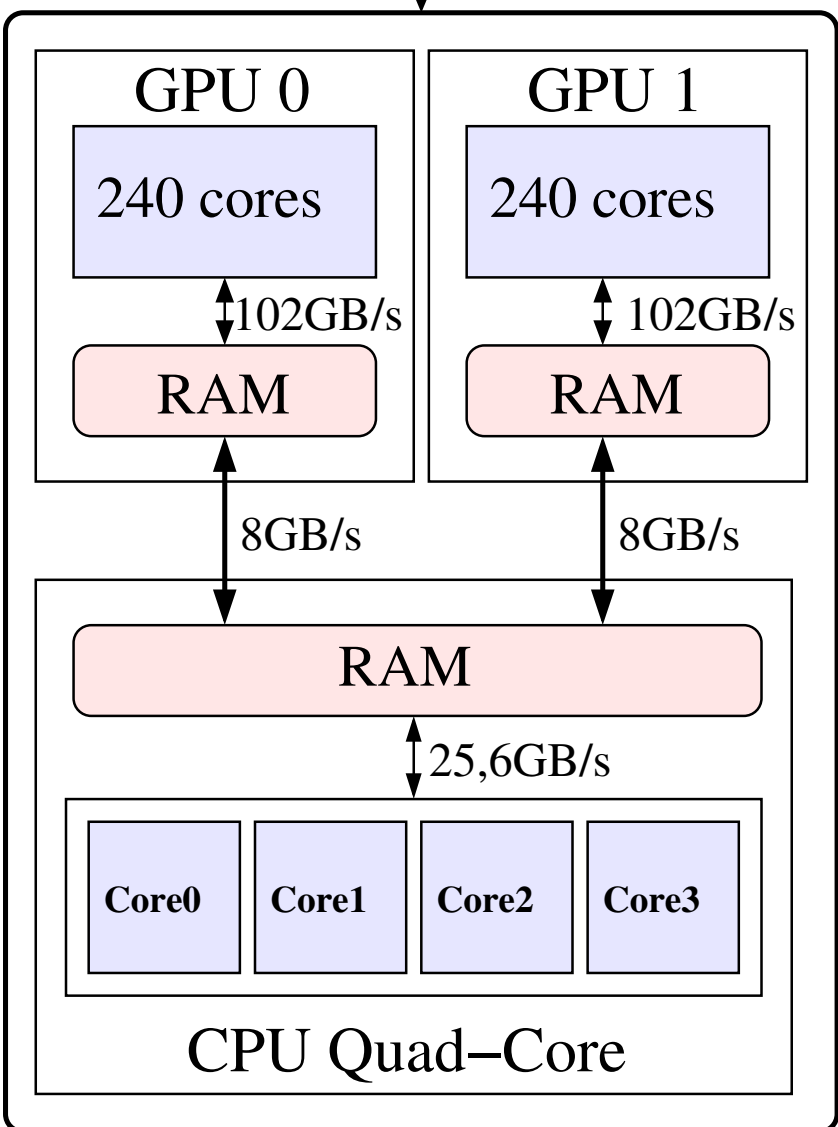 GPU 0
GPU 1
240 cores
240 cores
102GB/s
102GB/s
RAM
RAM
8GB/s
8GB/s
RAM
25,6GB/s
Core0
Core1
Core2
Core3
CPU Quad−Core